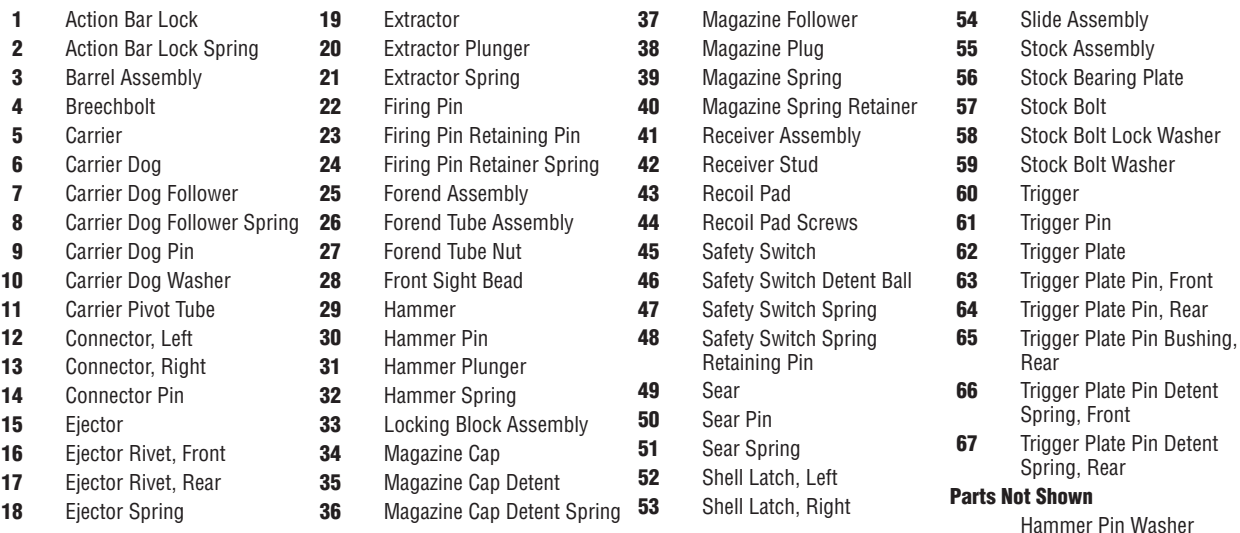 1 Action Bar Lock
2 Action Bar Lock Spring
3 Barrel Assembly
4 Breechbolt
5 Carrier
6 Carrier Dog
7 Carrier Dog Follower
8 Carrier Dog Follower Spring
9 Carrier Dog Pin
10 Carrier Dog Washer
11 Carrier Pivot Tube
12 Connector, Left
13 Connector, Right
14 Connector Pin
15 Ejector
16 Ejector Rivet, Front
17 Ejector Rivet, Rear
18 Ejector Spring
19 Extractor
20 Extractor Plunger
21 Extractor Spring
22 Firing Pin
23 Firing Pin Retaining Pin
24 Firing Pin Retainer Spring
25 Forend Assembly
26 Forend Tube Assembly
27 Forend Tube Nut
28 Front Sight Bead
29 Hammer
30 Hammer Pin
31 Hammer Plunger
32 Hammer Spring
33 Locking Block Assembly
34 Magazine Cap
35 Magazine Cap Detent
36 Magazine Cap Detent Spring
37 Magazine Follower
38 Magazine Plug
39 Magazine Spring
40 Magazine Spring Retainer
41 Receiver Assembly
42 Receiver Stud
43 Recoil Pad
44 Recoil Pad Screws
45 Safety Switch
46 Safety Switch Detent Ball
47 Safety Switch Spring
48 Safety Switch Spring
Retaining Pin
49 Sear
50 Sear Pin
51 Sear Spring
52 Shell Latch, Left
53 Shell Latch, Right
54 Slide Assembly
55 Stock Assembly
56 Stock Bearing Plate
57 Stock Bolt
58 Stock Bolt Lock Washer
59 Stock Bolt Washer
60 Trigger
61 Trigger Pin
62 Trigger Plate
63 Trigger Plate Pin, Front
64 Trigger Plate Pin, Rear
65 Trigger Plate Pin Bushing,
Rear
66 Trigger Plate Pin Detent
Spring, Front
67 Trigger Plate Pin Detent
Spring, Rear
Parts Not Shown
Hammer Pin Washer